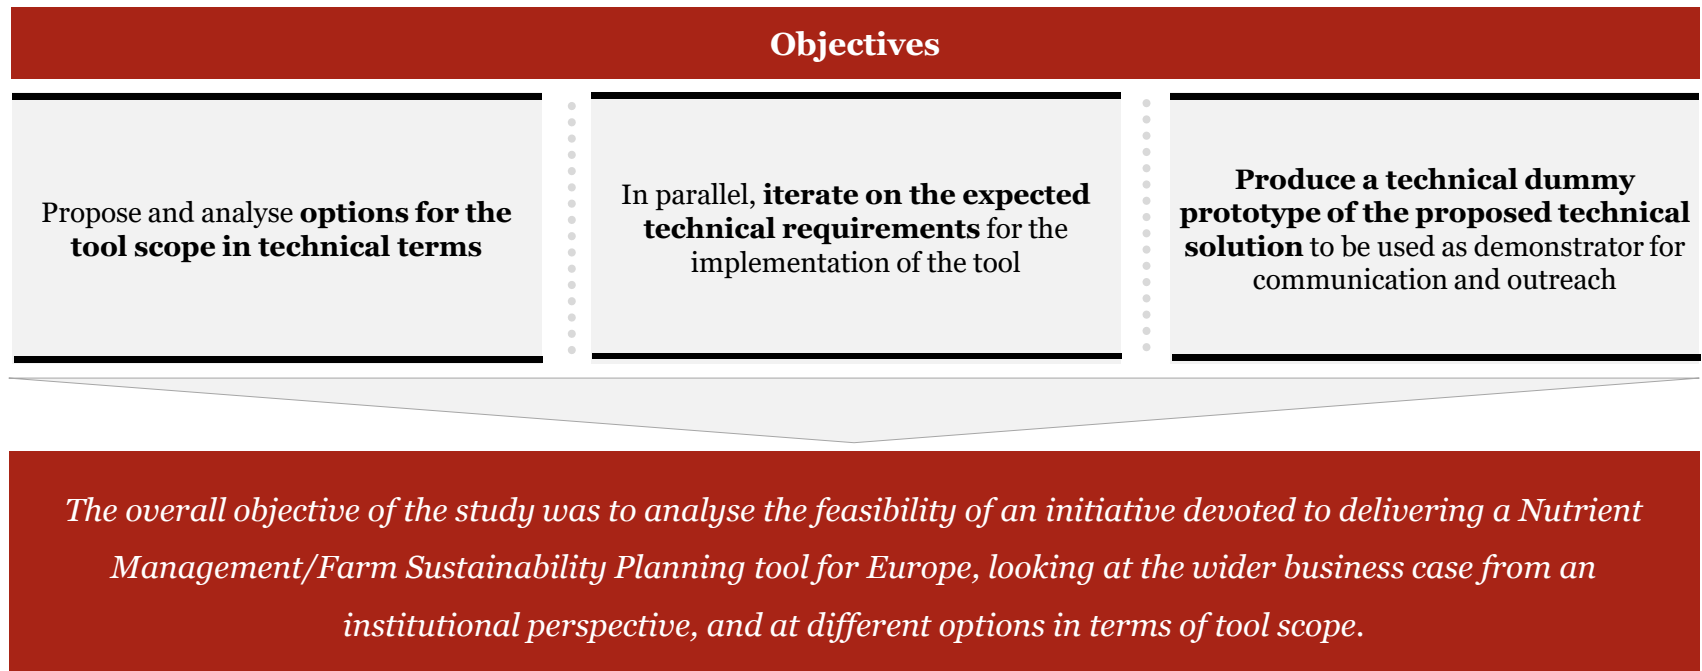 Objectives
Propose and analyse options for the
tool scope in technical terms
In parallel, iterate on the expected
technical requirements for the
implementation of the tool
Produce a technical dummy
prototype of the proposed technical
solution to be used as demonstrator for
communication and outreach
The overall objective of the study was to analyse the feasibility of an initiative devoted to delivering a Nutrient
Management/Farm Sustainability Planning tool for Europe, looking at the wider business case from an
institutional perspective, and at different options in terms of tool scope.